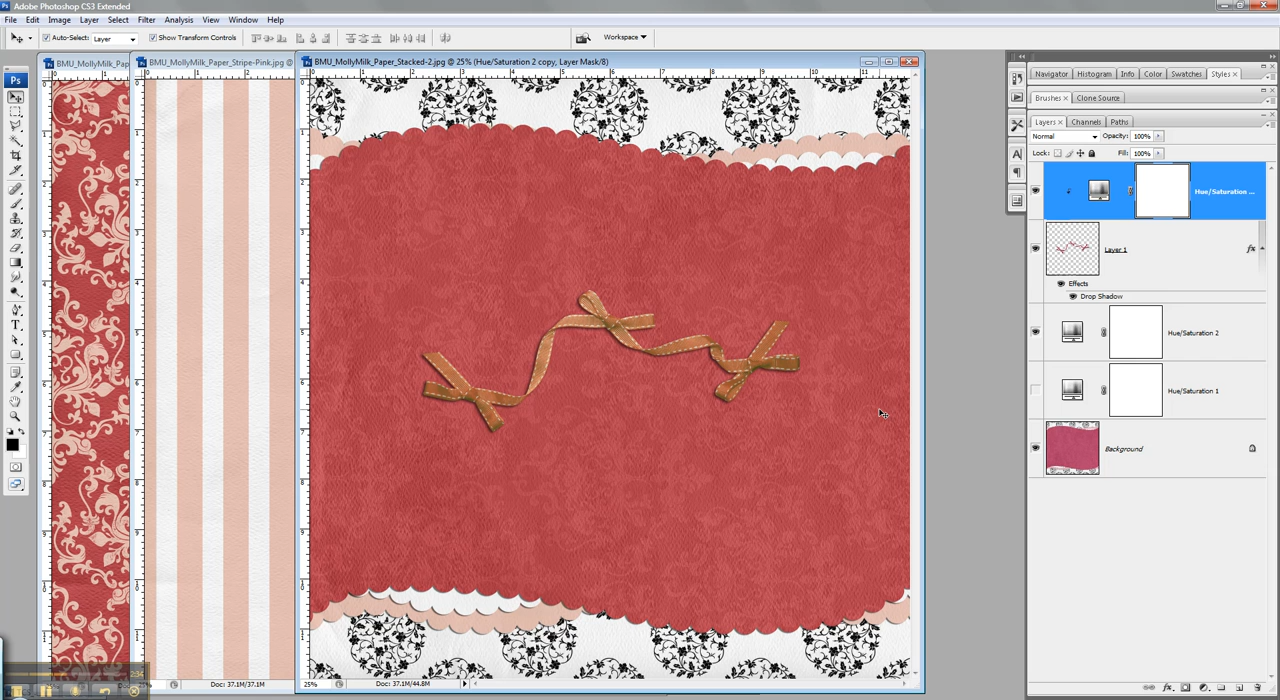 Adobe Photoshop CS3 Extended
File Edit Image Layer Select Filter Analysis View Window Help
Auto-Select: Layer Show Transform Controls Workspace
BMU_MollyMilk_Pap
BMU_MollyMilk_Paper_Stripe-Pink.jpg @
BMU_MollyMilk_Paper_Stacked-2.jpg @ 25% (Hue/Saturation 2 copy, Layer Mask/8)
Navigator Histogram Info Color Swatches Styles
Brushes Clone Source
Layers Channels Paths
Normal Opacity: 100%
Lock: Fill: 100%
Hue/Saturation ...
Layer 1 fx
Effects
Drop Shadow
Hue/Saturation 2
Hue/Saturation 1
Background
Ps
Doc: 37.1M/37.1M
25% Doc: 37.1M/44.8M